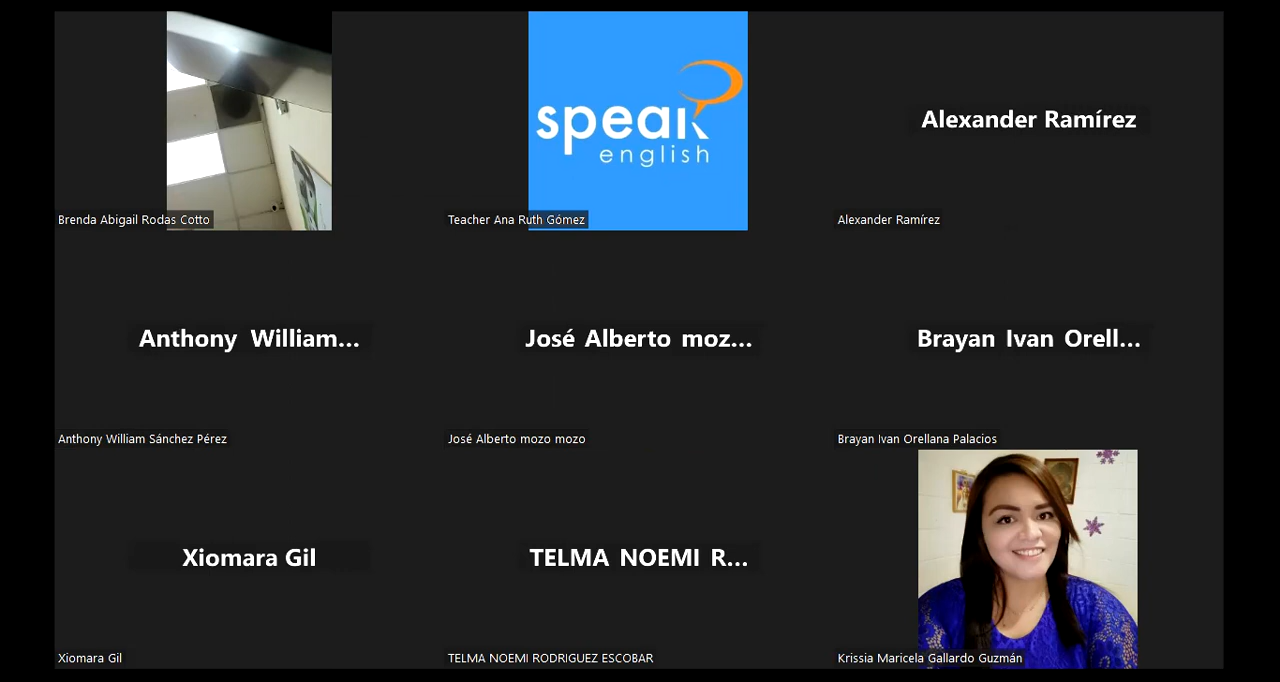 speak
english
Alexander Ramírez
Brenda Abigail Rodas Cotto
Teacher Ana Ruth Gómez
Alexander Ramírez
Anthony William...
José Alberto moz...
Brayan Ivan Orell...
Anthony William Sánchez Pérez
José Alberto mozo mozo
Brayan Ivan Orellana Palacios
Xiomara Gil
TELMA NOEMI R...
Xiomara Gil
TELMA NOEMI RODRIGUEZ ESCOBAR
Krissia Maricela Gallardo Guzmán